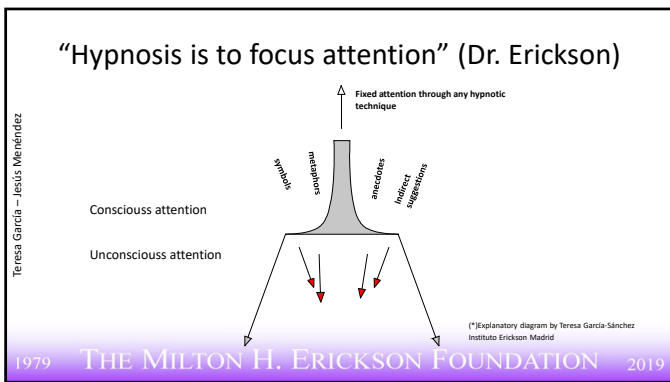 “Hypnosis is to focus attention” (Dr. Erickson)
Fixed attention through any hypnotic
technique
Teresa García – Jesús Menéndez
symbols
metaphors
anecdotes
Indirect
suggestions
Consciouss attention
Unconsciouss attention
(*)Explanatory diagram by Teresa García-Sánchez
Instituto Erickson Madrid
1979 THE MILTON H. ERICKSON FOUNDATION 2019